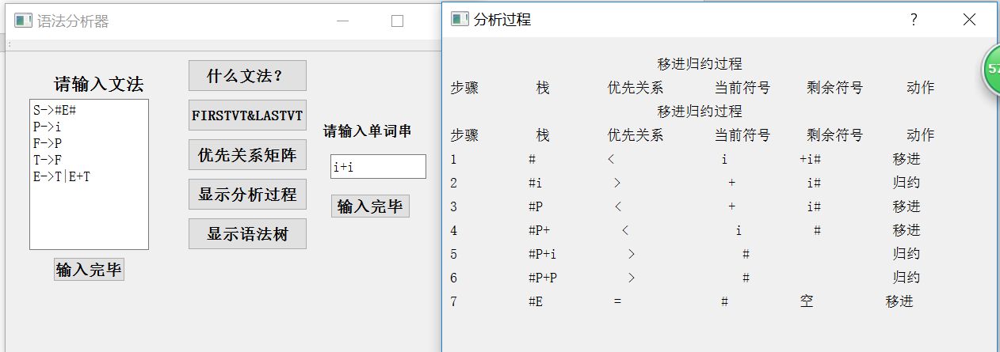 语法分析器
请输入文法
S->#E#
P->i
F->P
T->F
E->T|E+T
输入完毕
什么文法?
FIRSTVT&LASTVT
优先关系矩阵
显示分析过程
显示语法树
请输入单词串
i+i
输入完毕
分析过程
移进归约过程
步骤 栈 优先关系 当前符号 剩余符号 动作
移进归约过程
步骤 栈 优先关系 当前符号 剩余符号 动作
1 # < i +i# 移进
2 #i > + i# 归约
3 #P < + i# 移进
4 #P+ < i # 移进
5 #P+i > # 归约
6 #P+P > # 归约
7 #E = # 空 移进